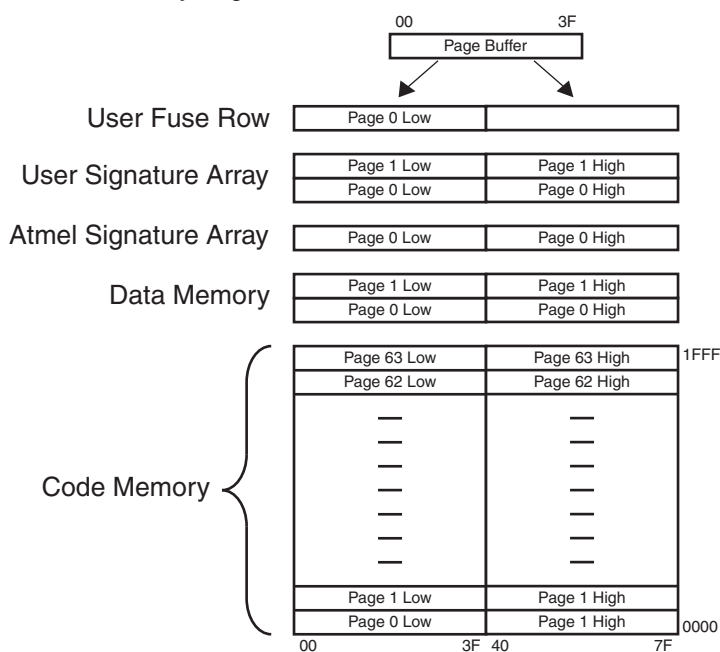 00 3F
Page Buffer
User Fuse Row Page 0 Low
User Signature Array
Page 1 Low Page 1 High
Page 0 Low Page 0 High
Atmel Signature Array Page 0 Low Page 0 High
Data Memory
Page 1 Low Page 1 High
Page 0 Low Page 0 High
Page 63 Low Page 63 High 1FFF
Page 62 Low Page 62 High
Code Memory
Page 1 Low Page 1 High
Page 0 Low Page 1 High 0000
00 3F 40 7F